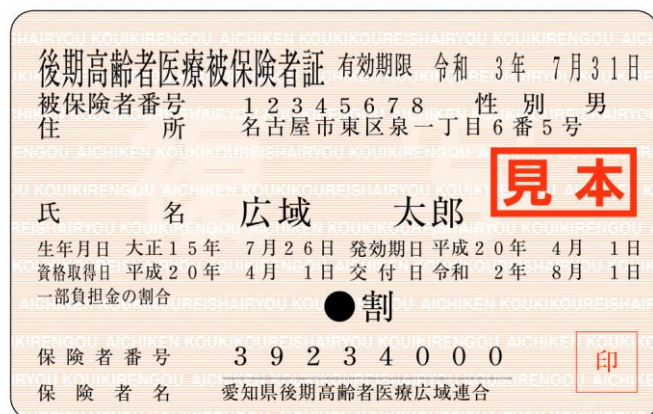 後期高齢者医療被保険者証 有効期限 令和 3年 7月31日
被保険者番号 12345678 性別 男
住所 名古屋市東区泉一丁目6番5号
見本
氏名 広域 太郎
生年月日 大正15年 7月26日 発効期日 平成20年 4月 1日
資格取得日 平成20年 4月 1日 交付日 令和 2年 8月 1日
一部負担金の割合
●割
保険者番号 39234000
印
保険者名 愛知県後期高齢者医療広域連合